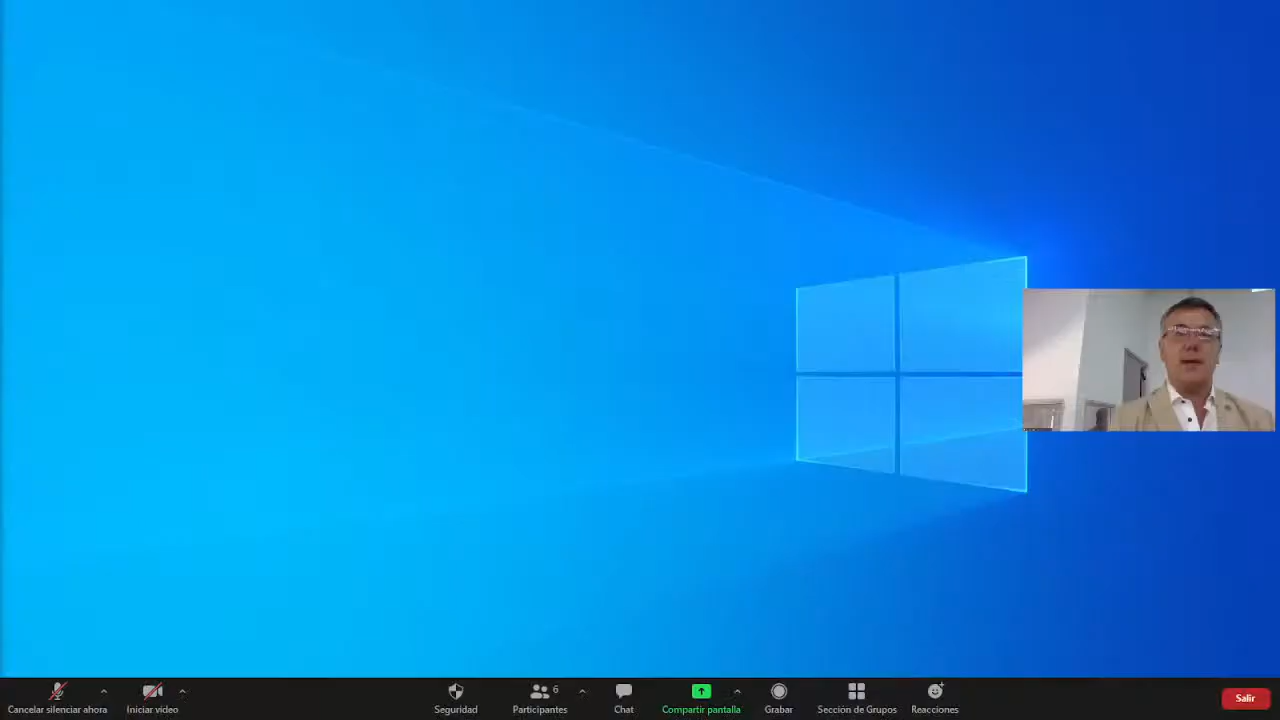 6
Cancelar silenciar ahora
Iniciar video
Seguridad
Participantes
Chat
Compartir pantalla
Grabar
Sección de Grupos
Reacciones
Salir